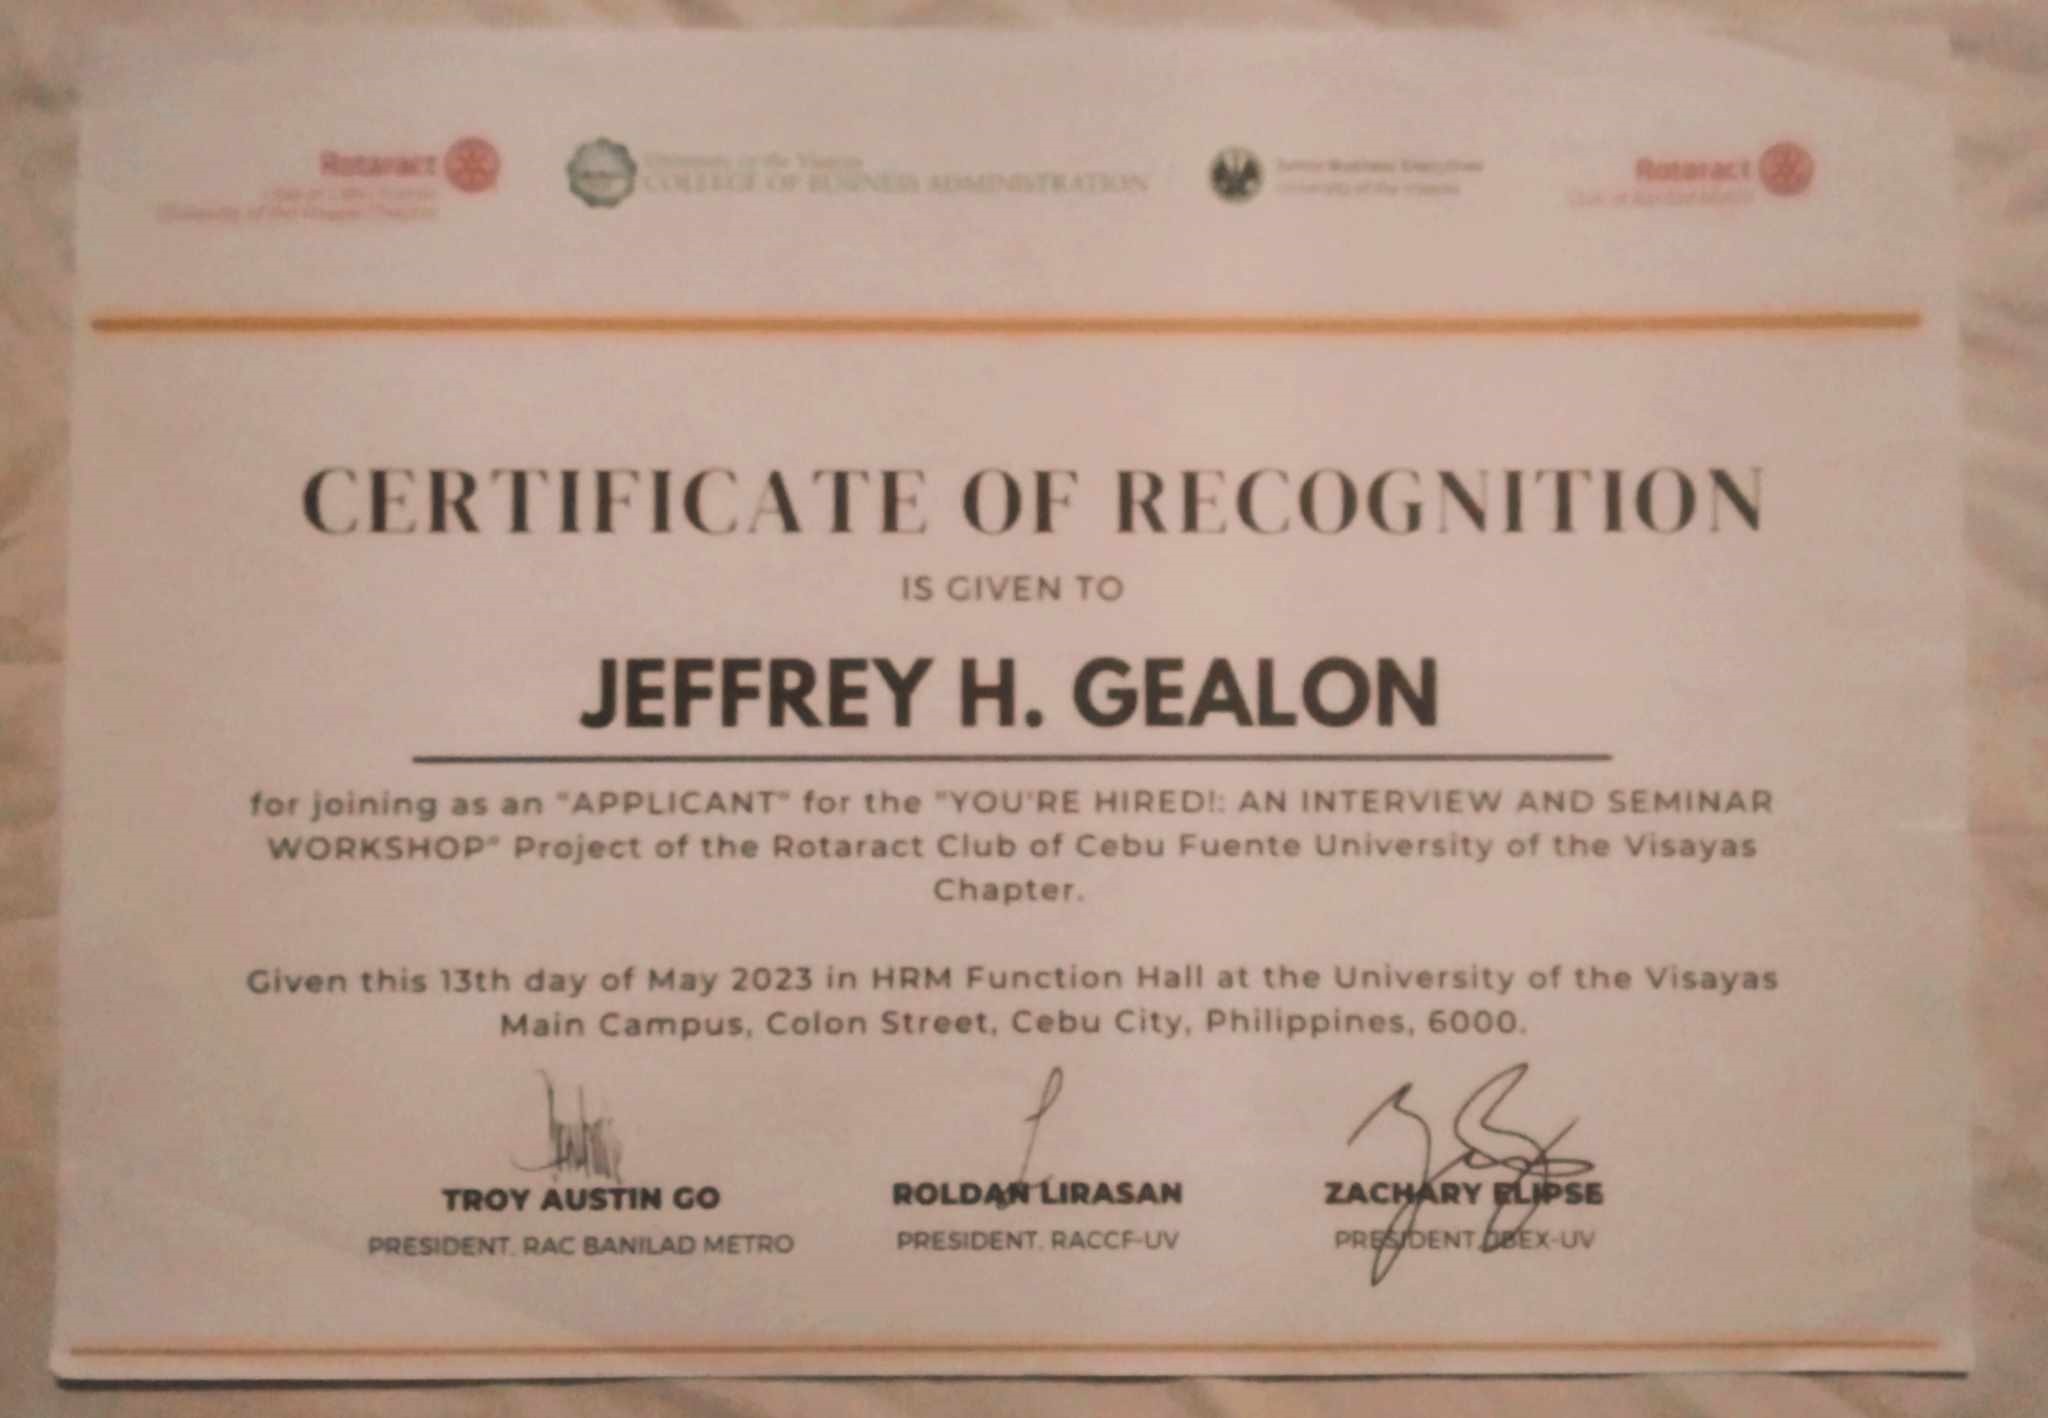 Rotaract
University of the Visayas
COLLEGE OF BUSINESS ADMINISTRATION
Junior Business Executives
University of the Visayas
Rotaract
CERTIFICATE OF RECOGNITION
IS GIVEN TO
JEFFREY H. GEALON
for joining as an "APPLICANT" for the "YOU'RE HIRED!: AN INTERVIEW AND SEMINAR
WORKSHOP" Project of the Rotaract Club of Cebu Fuente University of the Visayas
Chapter.
Given this 13th day of May 2023 in HRM Function Hall at the University of the Visayas
Main Campus, Colon Street, Cebu City, Philippines, 6000.
TROY AUSTIN GO
PRESIDENT, RAC BANILAD METRO
ROLDAN LIRASAN
PRESIDENT, RACCF-UV
ZACHARY ELIPSE
PRESIDENT, JBEX-UV